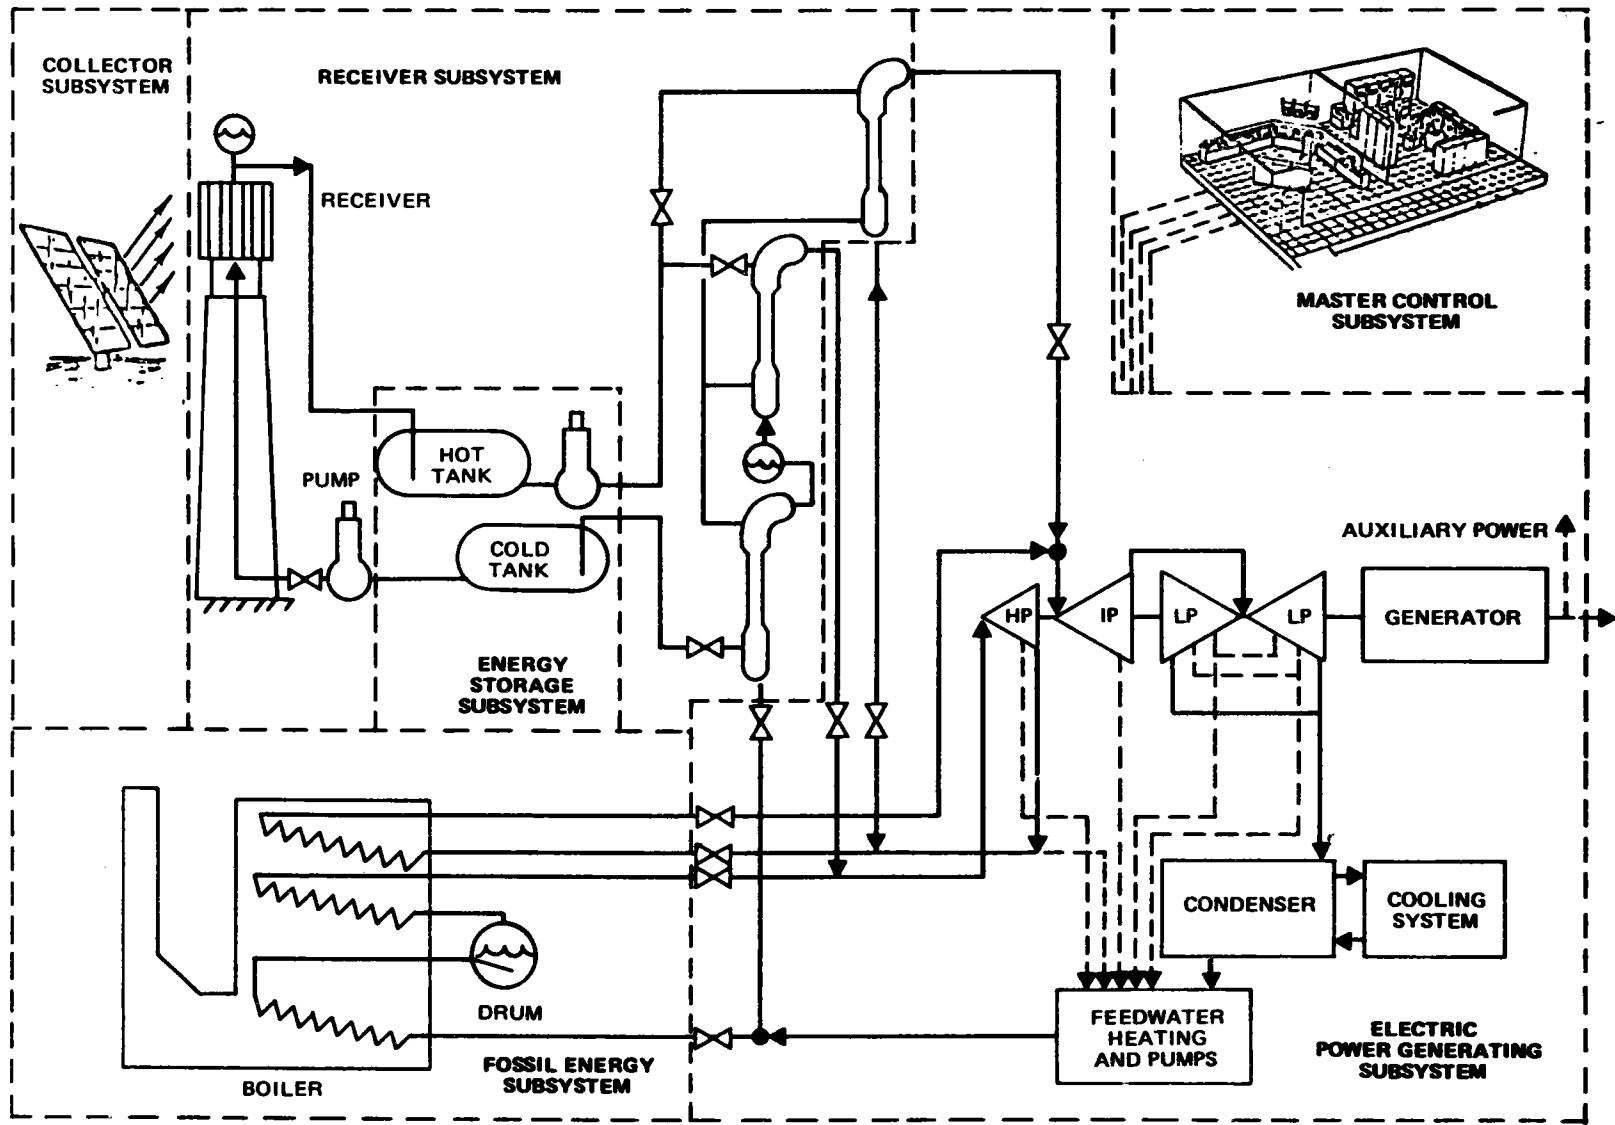 COLLECTOR
SUBSYSTEM
RECEIVER SUBSYSTEM
RECEIVER
MASTER CONTROL
SUBSYSTEM
HOT
TANK
PUMP
COLD
TANK
ENERGY
STORAGE
SUBSYSTEM
AUXILIARY POWER
HP
IP
LP
LP
GENERATOR
CONDENSER
COOLING
SYSTEM
DRUM
FEEDWATER
HEATING
AND PUMPS
BOILER
FOSSIL ENERGY
SUBSYSTEM
ELECTRIC
POWER GENERATING
SUBSYSTEM